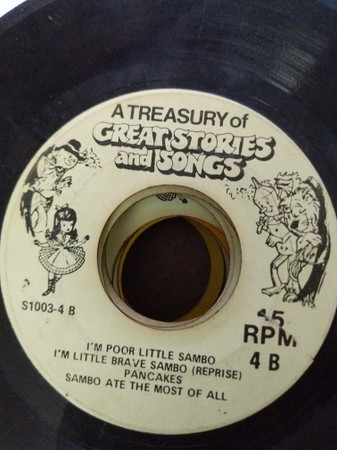 A TREASURY of
GREAT STORIES
and SONGS
S1003-4 B
45
RPM
4 B
I'M POOR LITTLE SAMBO
I'M LITTLE BRAVE SAMBO (REPRISE)
PANCAKES
SAMBO ATE THE MOST OF ALL